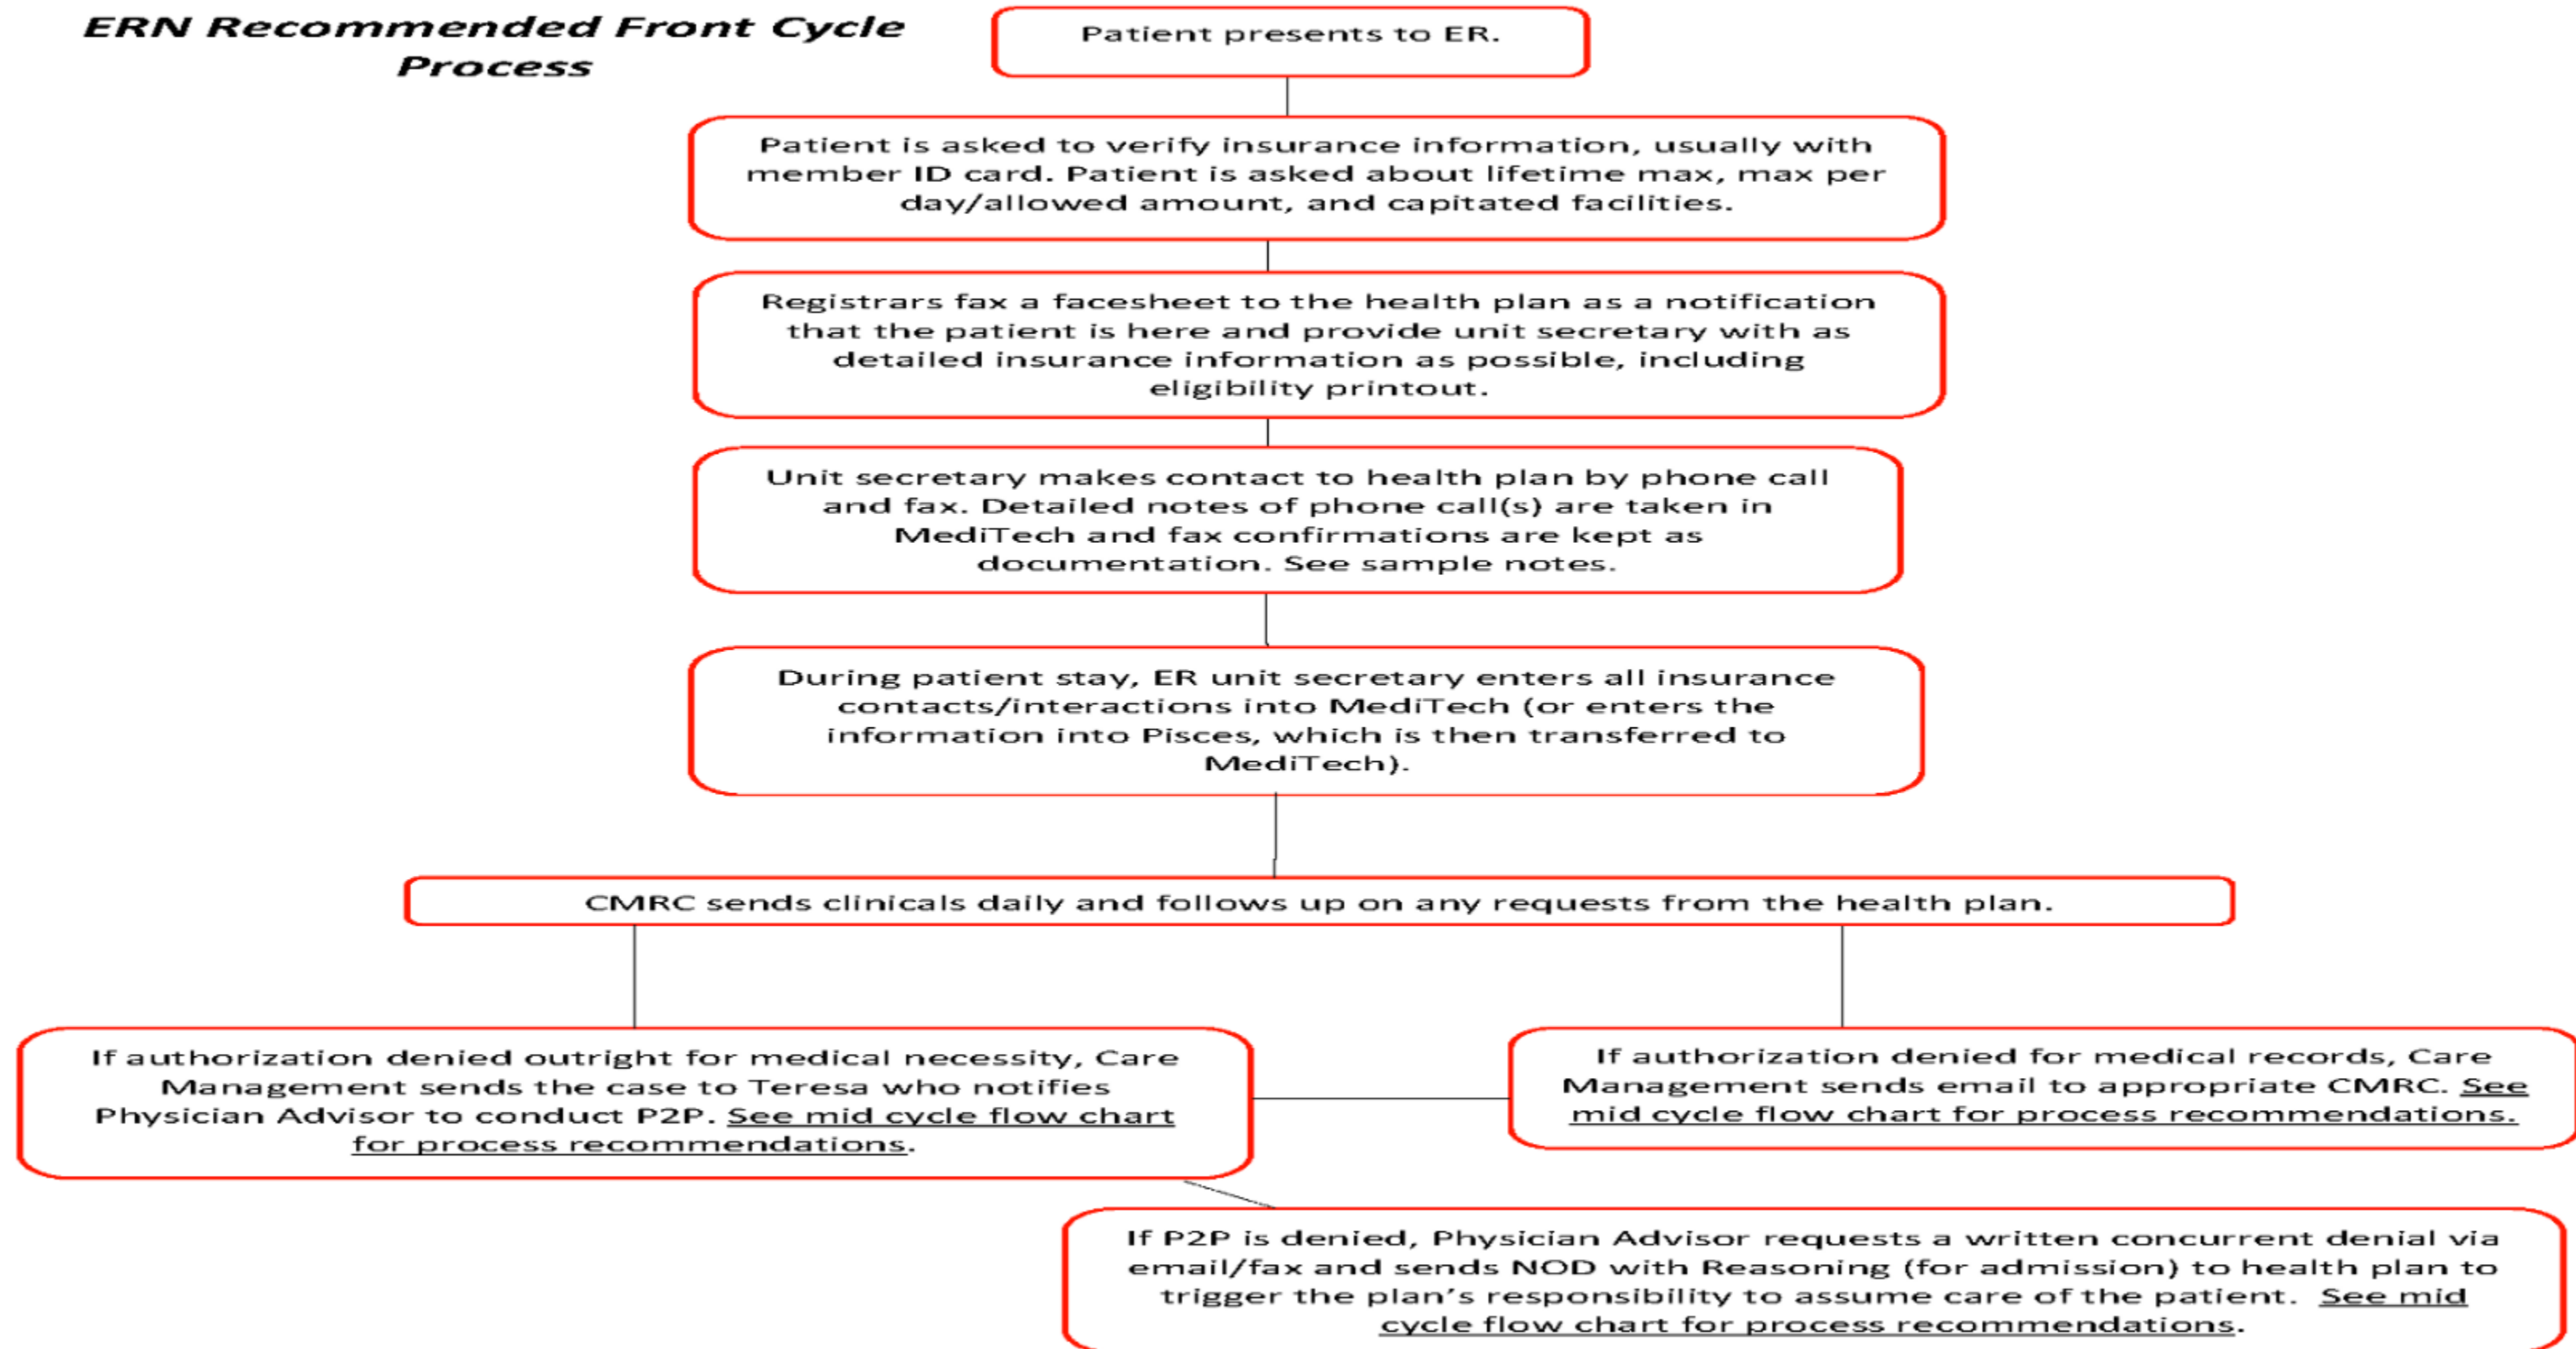 ERN Recommended Front Cycle
Process
Patient presents to ER.
Patient is asked to verify insurance information, usually with
member ID card. Patient is asked about lifetime max, max per
day/allowed amount, and capitated facilities.
Registrars fax a facesheet to the health plan as a notification
that the patient is here and provide unit secretary with as
detailed insurance information as possible, including
eligibility printout.
Unit secretary makes contact to health plan by phone call
and fax. Detailed notes of phone call(s) are taken in
MediTech and fax confirmations are kept as
documentation. See sample notes.
During patient stay, ER unit secretary enters all insurance
contacts/interactions into MediTech (or enters the
information into Pisces, which is then transferred to
MediTech).
CMRC sends clinicals daily and follows up on any requests from the health plan.
If authorization denied outright for medical necessity, Care
Management sends the case to Teresa who notifies
Physician Advisor to conduct P2P. See mid cycle flow chart
for process recommendations.
If authorization denied for medical records, Care
Management sends email to appropriate CMRC. See
mid cycle flow chart for process recommendations.
If P2P is denied, Physician Advisor requests a written concurrent denial via
email/fax and sends NOD with Reasoning (for admission) to health plan to
trigger the plan’s responsibility to assume care of the patient.  See mid
cycle flow chart for process recommendations.